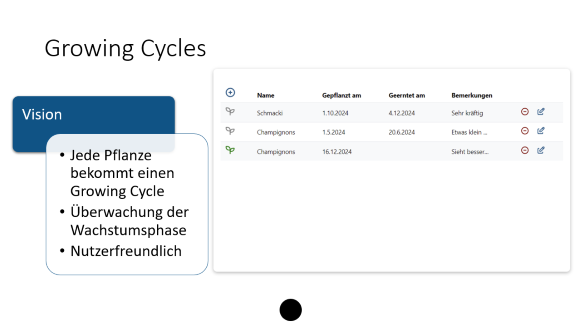 Growing Cycles
Vision
• Jede Pflanze
bekommt einen
Growing Cycle
• Überwachung der
Wachstumsphase
• Nutzerfreundlich
Name Gepflanzt am Geerntet am Bemerkungen
Schmacki 1.10.2024 4.12.2024 Sehr kräftig
Champignons 1.5.2024 20.6.2024 Etwas klein ...
Champignons 16.12.2024 Sieht besser...